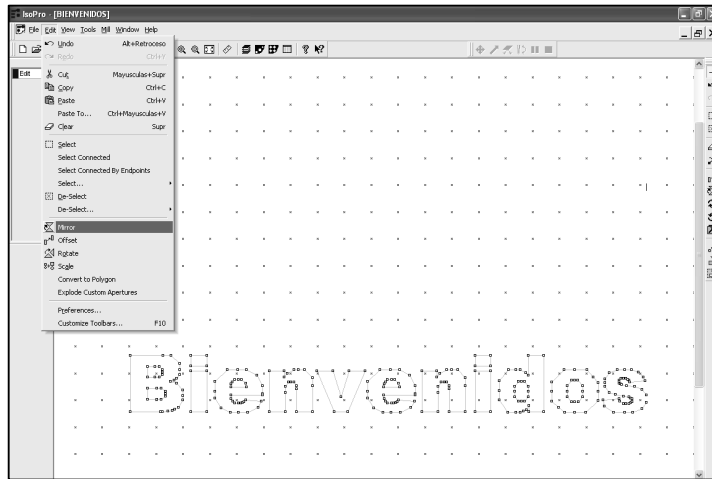 IsoPro - [BIENVENIDOS]
File Edit View Tools Mill Window Help
Undo Alt+Retroceso
Redo Ctrl+Y
Edit
Cut Mayusculas+Supr
Copy Ctrl+C
Paste Ctrl+V
Paste To... Ctrl+Mayusculas+V
Clear Supr
Select
Select Connected
Select Connected By Endpoints
Select...
De-Select
De-Select...
Mirror
Offset
Rotate
Scale
Convert to Polygon
Explode Custom Apertures
Preferences...
Customize Toolbars... F10
Bienvenidos